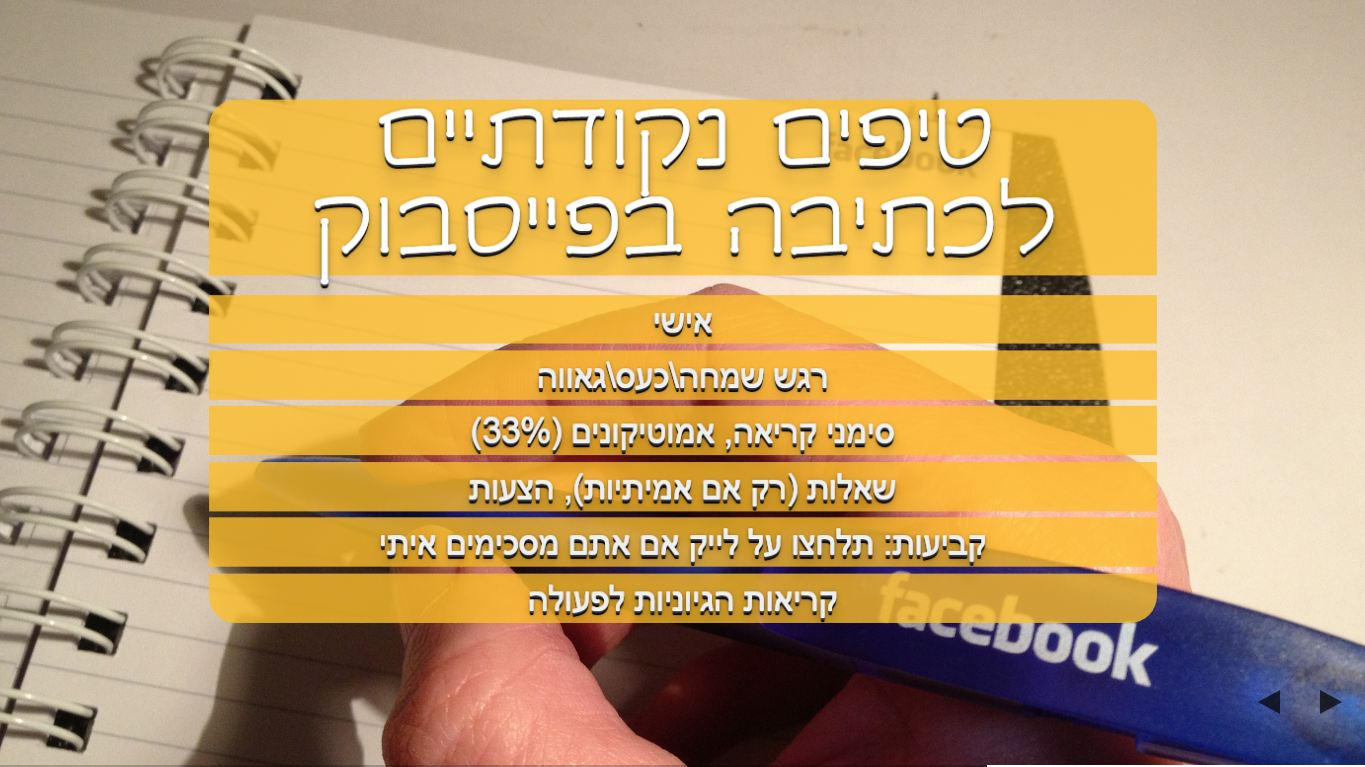 טיפים נקודתיים
לכתיבה בפייסבוק
אישי
רגש שמחה\כעס\גאווה
סימני קריאה, אמוטיקונים (33%)
שאלות (רק אם אמיתיות), הצעות
קביעות: תלחצו על לייק אם אתם מסכימים איתי
קריאות הגיוניות לפעולה
facebook
facebook